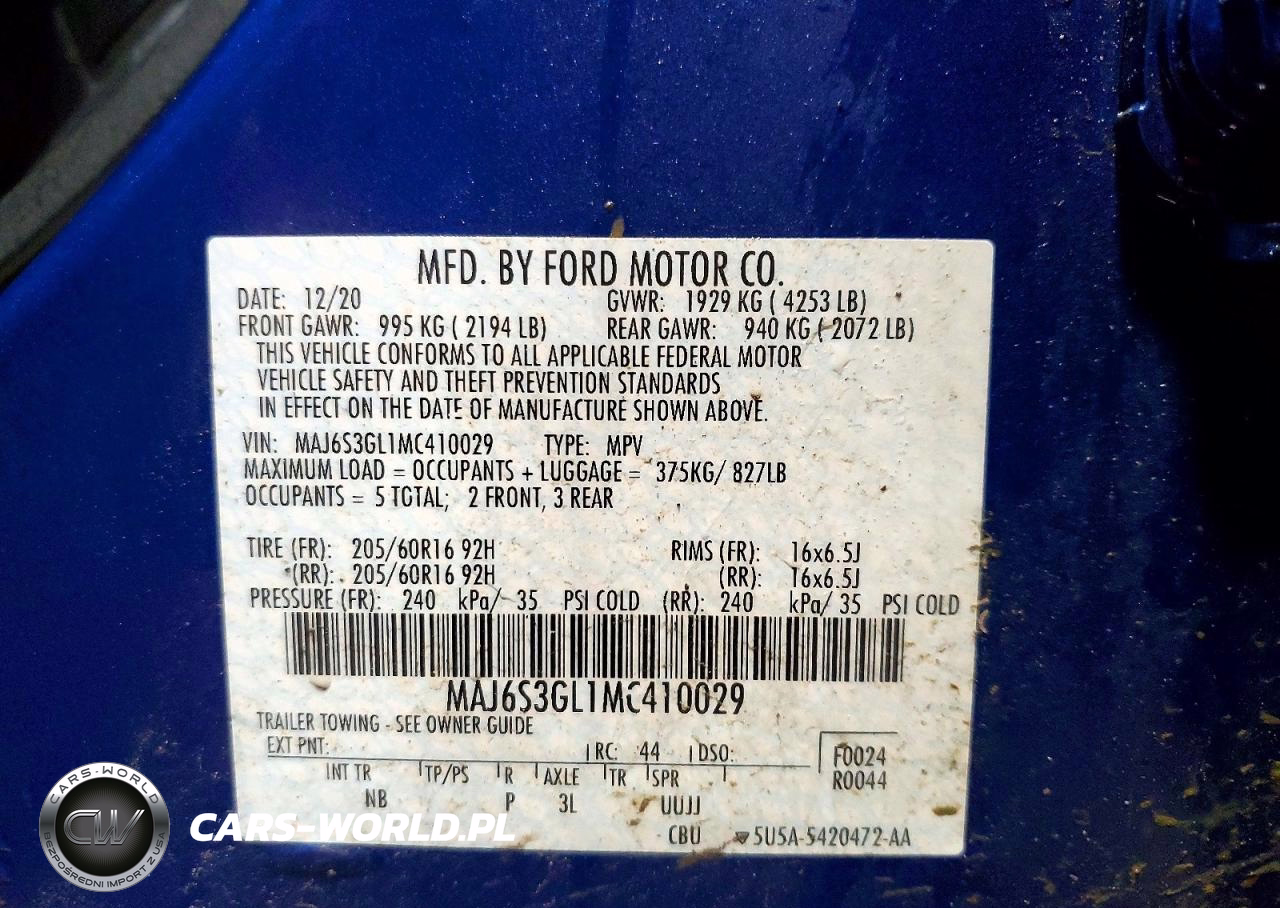 MFD. BY FORD MOTOR CO.
DATE: 12/20 GVWR: 1929 KG ( 4253 LB)
FRONT GAWR: 995 KG ( 2194 LB) REAR GAWR: 940 KG ( 2072 LB)
THIS VEHICLE CONFORMS TO ALL APPLICABLE FEDERAL MOTOR
VEHICLE SAFETY AND THEFT PREVENTION STANDARDS
IN EFFECT ON THE DATE OF MANUFACTURE SHOWN ABOVE.
VIN: MAJ6S3GL1MC410029 TYPE: MPV
MAXIMUM LOAD = OCCUPANTS + LUGGAGE = 375KG/ 827LB
OCCUPANTS = 5 TOTAL; 2 FRONT, 3 REAR
TIRE (FR): 205/60R16 92H RIMS (FR): 16x6.5J
(RR): 205/60R16 92H (RR): 16x6.5J
PRESSURE (FR): 240 kPa/ 35 PSI COLD (RR): 240 kPa/ 35 PSI COLD
MAJ6S3GL1MC410029
TRAILER TOWING - SEE OWNER GUIDE
EXT PNT: RC: 44 DSO: F0024
R0044
INT TR TP/PS R AXLE TR SPR
NB P 3L UUJJ
CBU 5U5A-5420472-AA
CARS-WORLD
CW
BEZPOŚREDNI IMPORT Z USA
CARS-WORLD.PL